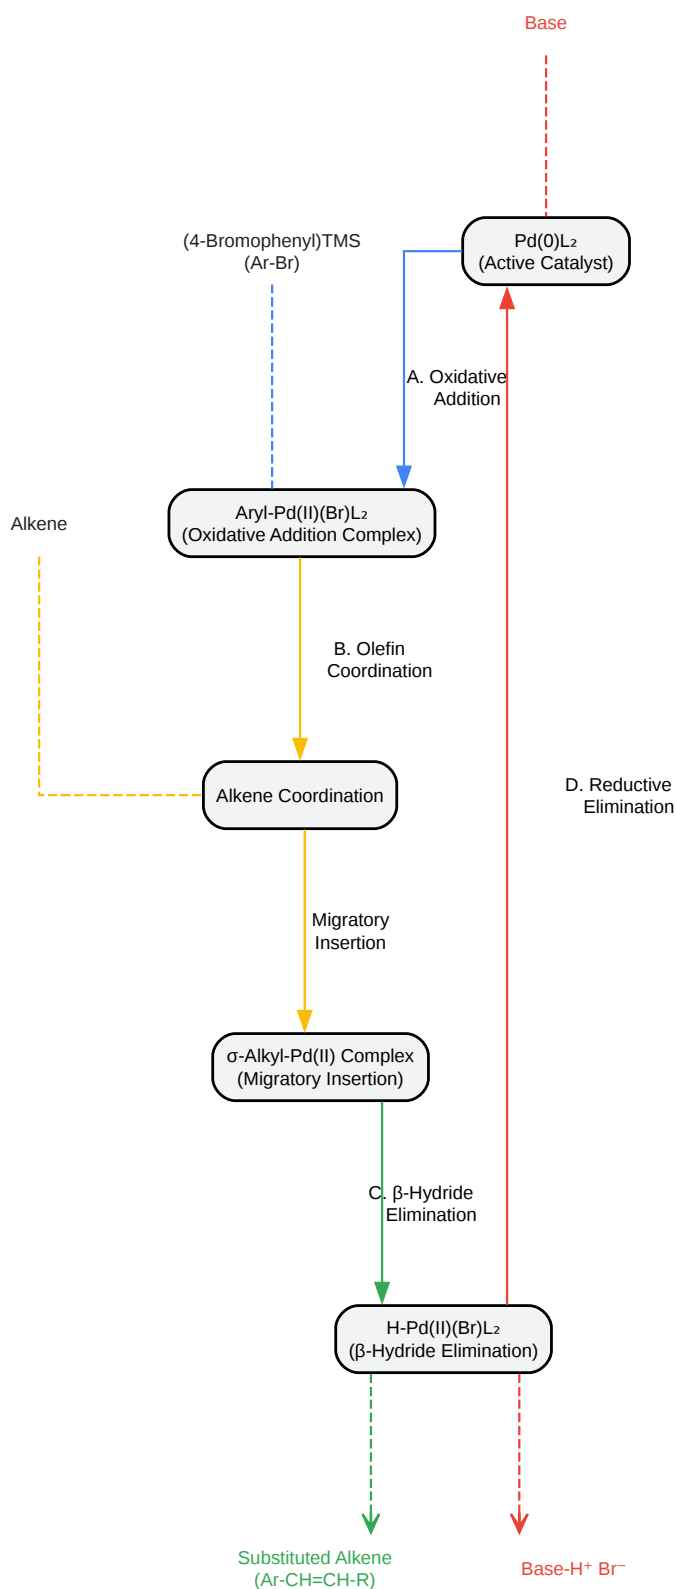 Base
Pd(0)L₂
(Active Catalyst)
(4-Bromophenyl)TMS
(Ar-Br)
A. Oxidative
Addition
Aryl-Pd(II)(Br)L₂
(Oxidative Addition Complex)
Alkene
B. Olefin
Coordination
Alkene Coordination
D. Reductive
Elimination
Migratory
Insertion
σ-Alkyl-Pd(II) Complex
(Migratory Insertion)
C. β-Hydride
Elimination
H-Pd(II)(Br)L₂
(β-Hydride Elimination)
Substituted Alkene
(Ar-CH=CH-R)
Base-H⁺ Br⁻